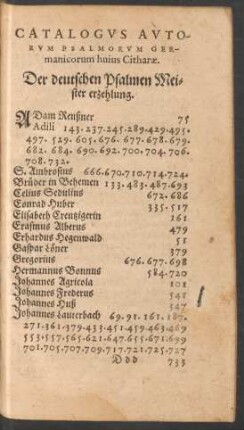 CATALOGVS AVTO-
RVM PSALMORVM GER-
manicorum huius Citharæ.
Der deutschen Psalmen Mei-
ster erzehlung.
ADam Reußner 75
Adili 143. 237. 245. 289. 429. 495.
497. 529. 605. 676. 677. 678. 679.
682. 684. 690. 692. 700. 704. 706.
708. 732.
S. Ambrosius 666. 670. 710. 714. 724.
Brüder in Behemen 133. 483. 487. 693
Celius Sedulius 672. 686
Conrad Huber 335. 517
Elisabeth Creutzigerin 161
Erasmus Alberus 479
Erhardus Hegenwald 51
Gaspar Löner 379
Gregorius 676. 677. 698
Hermannus Bonnus 584. 720
Johannes Agricola 101
Johannes Frederus 541
Johannes Huß 347
Johannes Lauterbach 69. 91. 161. 187.
271. 361. 379. 433. 451. 459. 463. 469
553. 557. 565. 621. 647. 655. 671. 699
701. 705. 707. 709. 717. 721. 725. 727
D d d 733